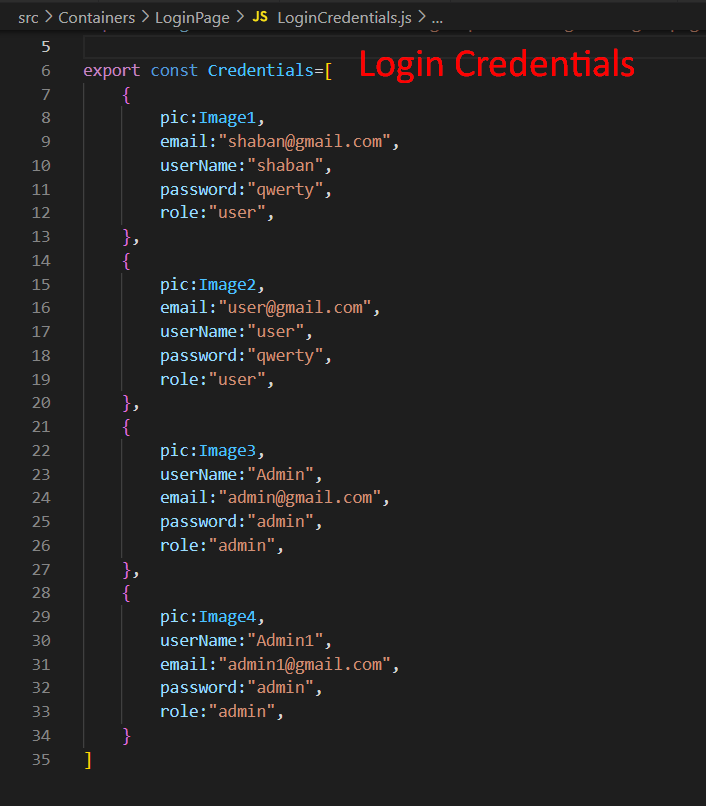 src > Containers > LoginPage > JS LoginCredentials.js > ...
5
6 export const Credentials=[ Login Credentials
7 {
8 pic:Image1,
9 email:"shaban@gmail.com",
10 userName:"shaban",
11 password:"qwerty",
12 role:"user",
13 },
14 {
15 pic:Image2,
16 email:"user@gmail.com",
17 userName:"user",
18 password:"qwerty",
19 role:"user",
20 },
21 {
22 pic:Image3,
23 userName:"Admin",
24 email:"admin@gmail.com",
25 password:"admin",
26 role:"admin",
27 },
28 {
29 pic:Image4,
30 userName:"Admin1",
31 email:"admin1@gmail.com",
32 password:"admin",
33 role:"admin",
34 }
35 ]